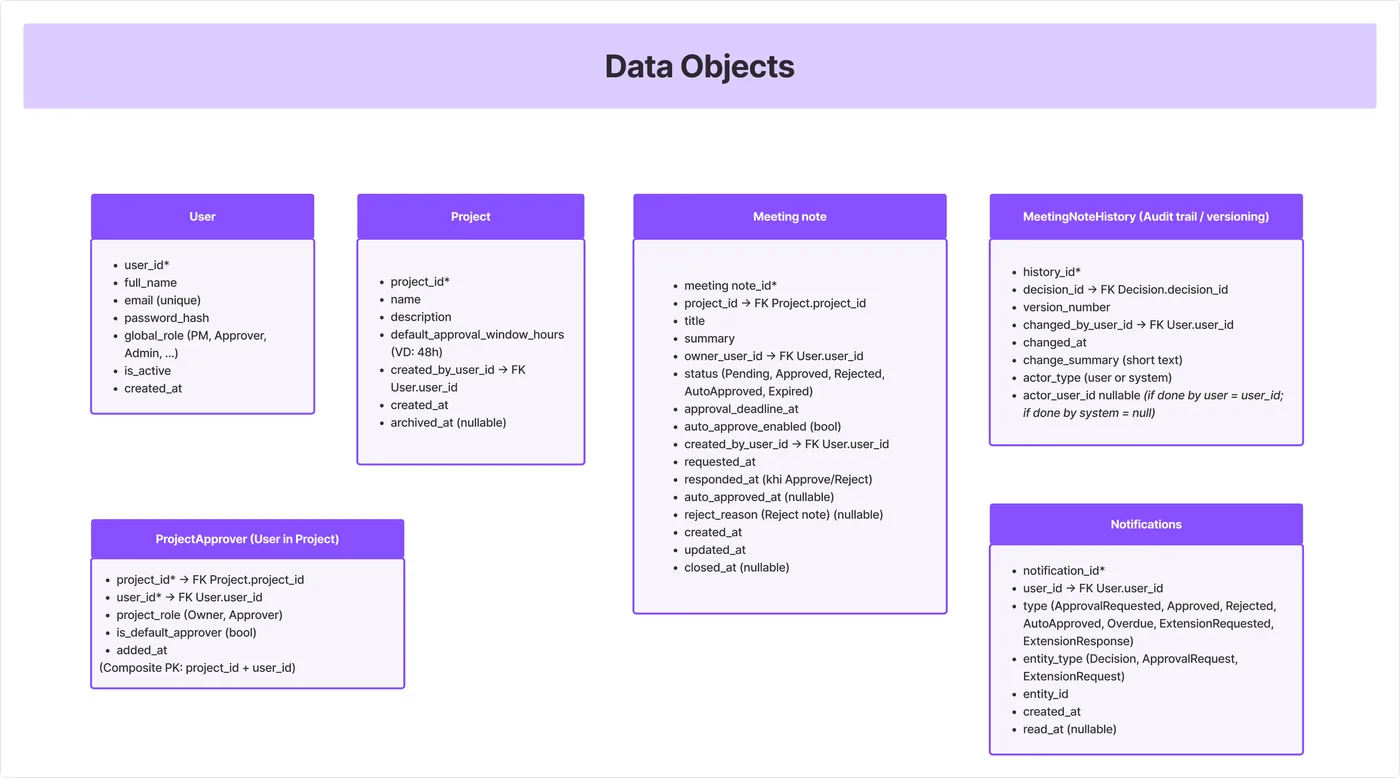 Data Objects
User
• user_id*
• full_name
• email (unique)
• password_hash
• global_role (PM, Approver,
Admin, ...)
• is_active
• created_at
Project
• project_id*
• name
• description
• default_approval_window_hours
(VD: 48h)
• created_by_user_id → FK
User.user_id
• created_at
• archived_at (nullable)
Meeting note
• meeting note_id*
• project_id → FK Project.project_id
• title
• summary
• owner_user_id → FK User.user_id
• status (Pending, Approved, Rejected,
AutoApproved, Expired)
• approval_deadline_at
• auto_approve_enabled (bool)
• created_by_user_id → FK User.user_id
• requested_at
• responded_at (khi Approve/Reject)
• auto_approved_at (nullable)
• reject_reason (Reject note) (nullable)
• created_at
• updated_at
• closed_at (nullable)
MeetingNoteHistory (Audit trail / versioning)
• history_id*
• decision_id → FK Decision.decision_id
• version_number
• changed_by_user_id → FK User.user_id
• changed_at
• change_summary (short text)
• actor_type (user or system)
• actor_user_id nullable (if done by user = user_id;
if done by system = null)
ProjectApprover (User in Project)
• project_id* → FK Project.project_id
• user_id* → FK User.user_id
• project_role (Owner, Approver)
• is_default_approver (bool)
• added_at
(Composite PK: project_id + user_id)
Notifications
• notification_id*
• user_id → FK User.user_id
• type (ApprovalRequested, Approved, Rejected,
AutoApproved, Overdue, ExtensionRequested,
ExtensionResponse)
• entity_type (Decision, ApprovalRequest,
ExtensionRequest)
• entity_id
• created_at
• read_at (nullable)